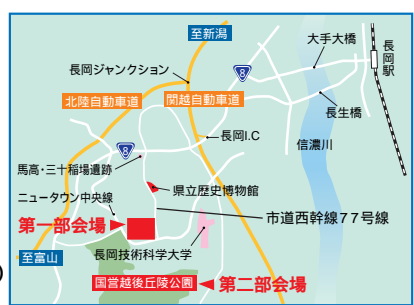 至新潟
大手大橋
長岡駅
長岡ジャンクション
8
北陸自動車道
関越自動車道
長生橋
長岡I.C
信濃川
8
馬高・三十稲場遺跡
県立歴史博物館
ニュータウン中央線
市道西幹線77号線
第一部会場
長岡技術科学大学
至富山
国営越後丘陵公園
第二部会場
)